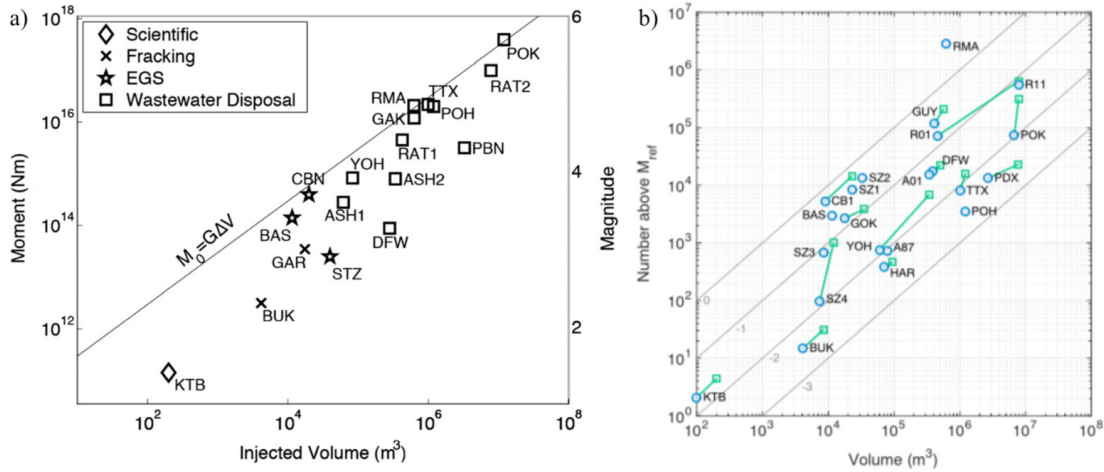 a)
10^18
10^16
10^14
10^12
Moment (Nm)
Scientific
Fracking
EGS
Wastewater Disposal
POK
RAT2
TTX
RMA
GAK
POH
RAT1
PBN
YOH
ASH2
CBN
ASH1
BAS
DFW
GAR
STZ
BUK
KTB
M_0=GΔV
6
4
2
Magnitude
10^2
10^4
10^6
10^8
Injected Volume (m^3)
b)
10^7
10^6
10^5
10^4
10^3
10^2
10^1
10^0
Number above M_ref
RMA
R11
GUY
R01
POK
DFW
A01
PDX
SZ2
SZ1
CB1
TTX
BAS
GOK
POH
YOH
A87
SZ3
HAR
SZ4
BUK
KTB
-0
-1
-2
-3
10^2
10^3
10^4
10^5
10^6
10^7
10^8
Volume (m^3)